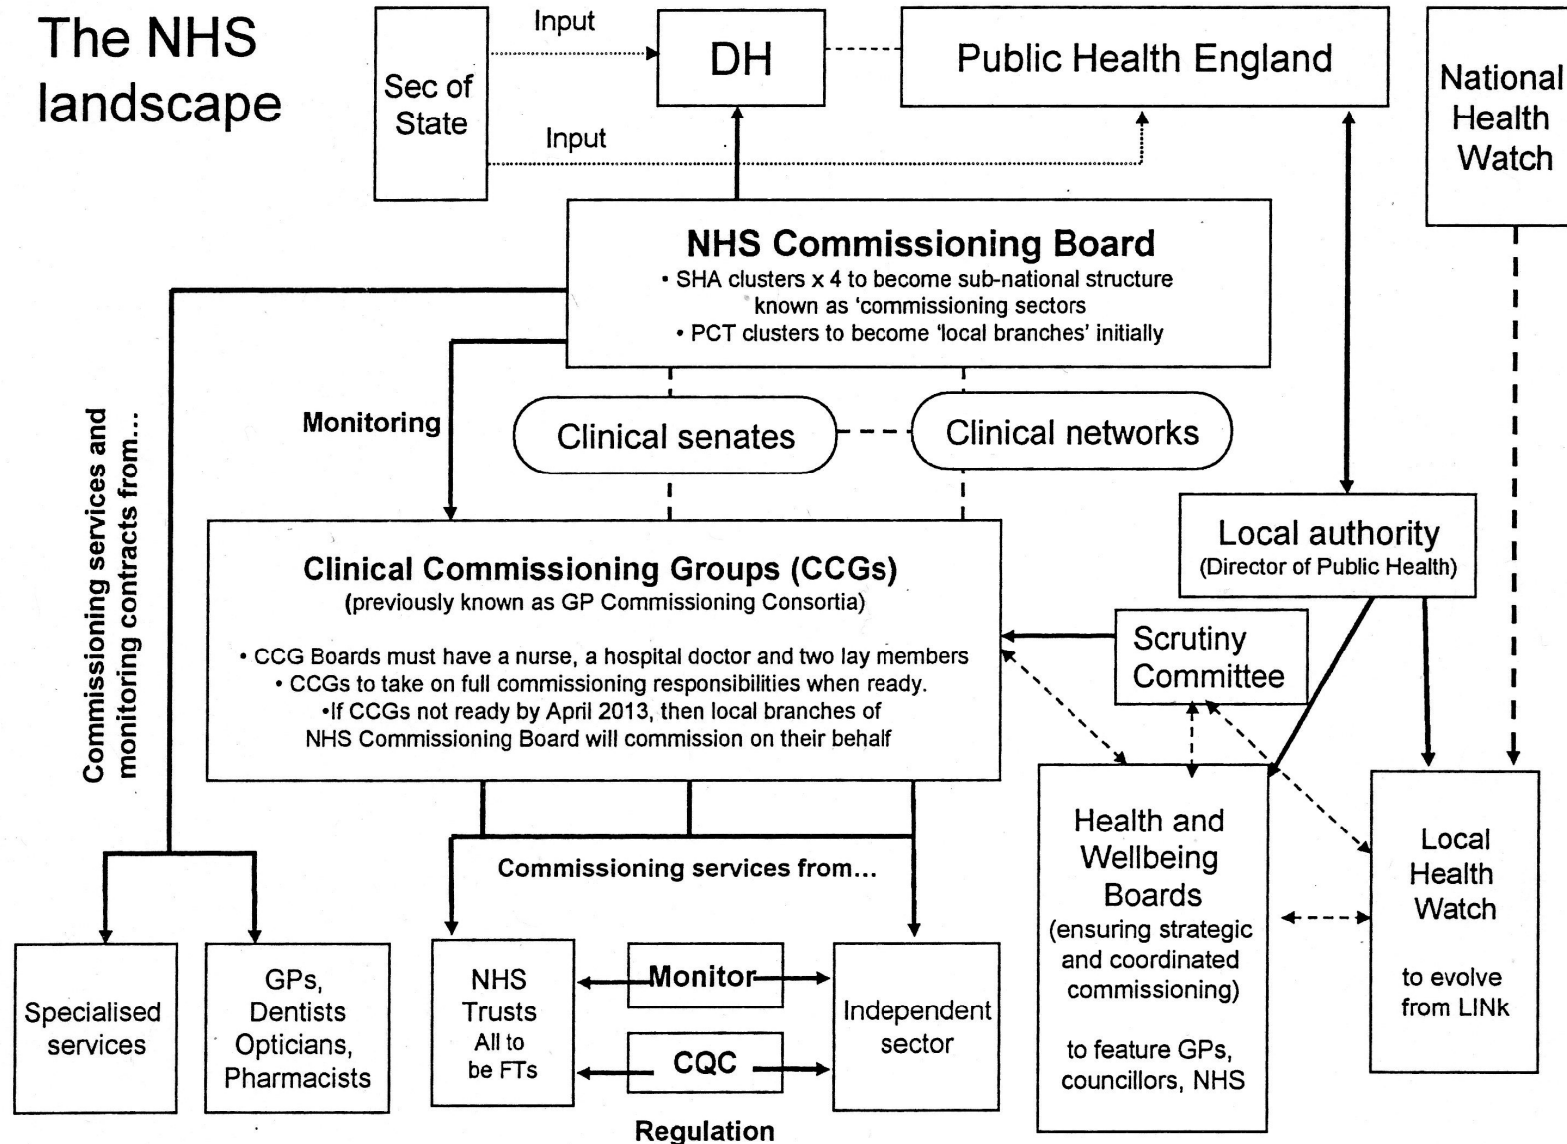 The NHS
landscape
Sec of
State
Input
Input
DH
Public Health England
National
Health
Watch
NHS Commissioning Board
• SHA clusters x 4 to become sub-national structure
known as ‘commissioning sectors
• PCT clusters to become ‘local branches’ initially
Commissioning services and
monitoring contracts from...
Monitoring
Clinical senates
Clinical networks
Local authority
(Director of Public Health)
Clinical Commissioning Groups (CCGs)
(previously known as GP Commissioning Consortia)
• CCG Boards must have a nurse, a hospital doctor and two lay members
• CCGs to take on full commissioning responsibilities when ready.
•If CCGs not ready by April 2013, then local branches of
NHS Commissioning Board will commission on their behalf
Scrutiny
Committee
Commissioning services from...
Specialised
services
GPs,
Dentists
Opticians,
Pharmacists
NHS
Trusts
All to
be FTs
Monitor
CQC
Regulation
Independent
sector
Health and
Wellbeing
Boards
(ensuring strategic
and coordinated
commissioning)
to feature GPs,
councillors, NHS
Local
Health
Watch
to evolve
from LINk